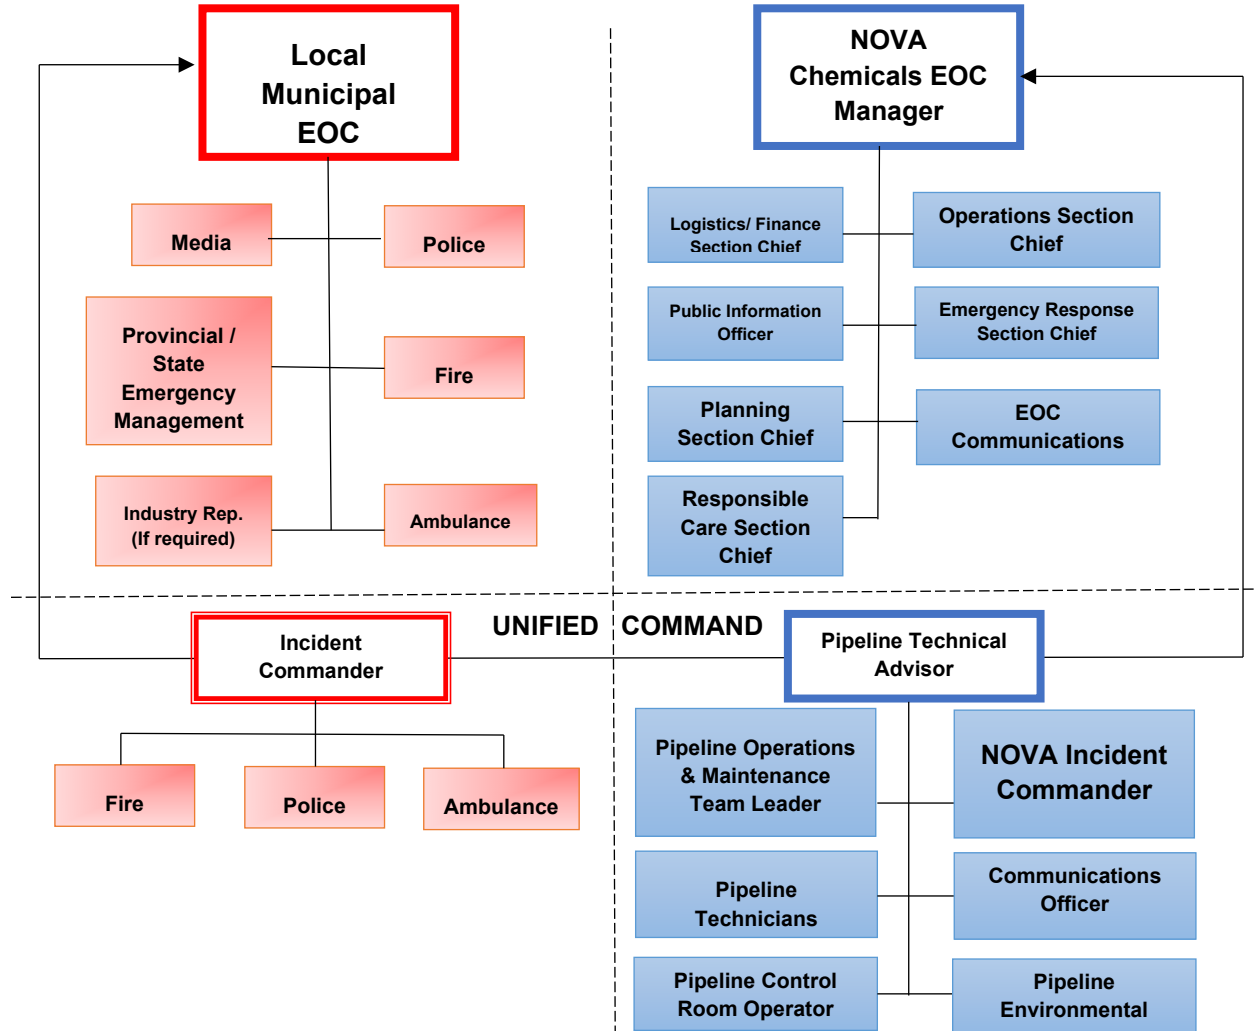 Local
Municipal
EOC
NOVA
Chemicals EOC
Manager
Media
Police
Provincial /
State
Emergency
Management
Fire
Industry Rep.
(If required)
Ambulance
Logistics/ Finance
Section Chief
Operations Section
Chief
Public Information
Officer
Emergency Response
Section Chief
Planning
Section Chief
EOC
Communications
Responsible
Care Section
Chief
UNIFIED COMMAND
Incident
Commander
Pipeline Technical
Advisor
Fire
Police
Ambulance
Pipeline Operations
& Maintenance
Team Leader
NOVA Incident
Commander
Pipeline
Technicians
Communications
Officer
Pipeline Control
Room Operator
Pipeline
Environmental